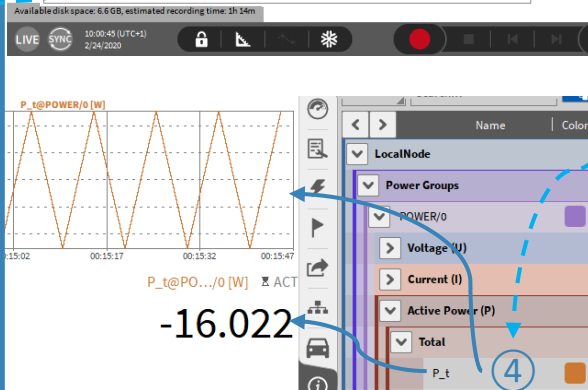 Available disk space: 6.6 GB, estimated recording time: 1h 14m
LIVE SYNC 10:00:45 (UTC+1)
2/24/2020
P_t@POWER/0 [W]
Name Color
LocalNode
Power Groups
POWER/0
:15:02 00:15:17 00:15:32 00:15:47
Voltage (U)
P_t@PO.../0 [W] ACT
Current (I)
-16.022
Active Power (P)
Total
P_t 4